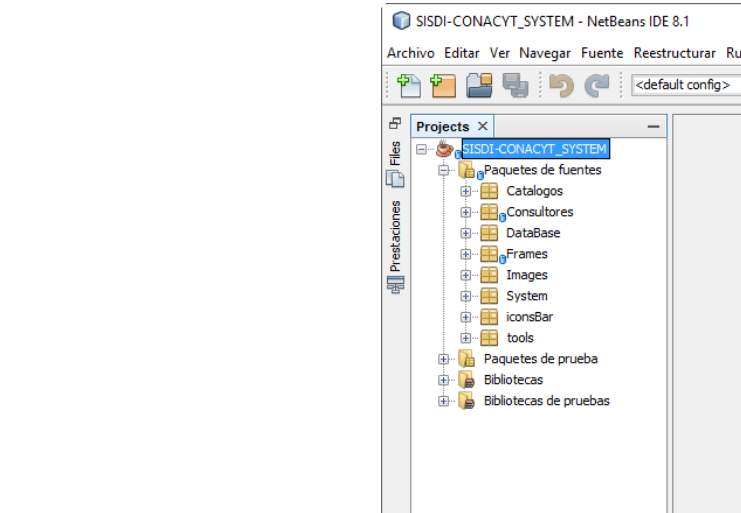 SISDI-CONACYT_SYSTEM - NetBeans IDE 8.1
Archivo Editar Ver Navegar Fuente Reestructurar Ru
<default config>
Projects
Files
Prestaciones
SISDI-CONACYT_SYSTEM
Paquetes de fuentes
Catalogos
Consultores
DataBase
Frames
Images
System
iconsBar
tools
Paquetes de prueba
Bibliotecas
Bibliotecas de pruebas